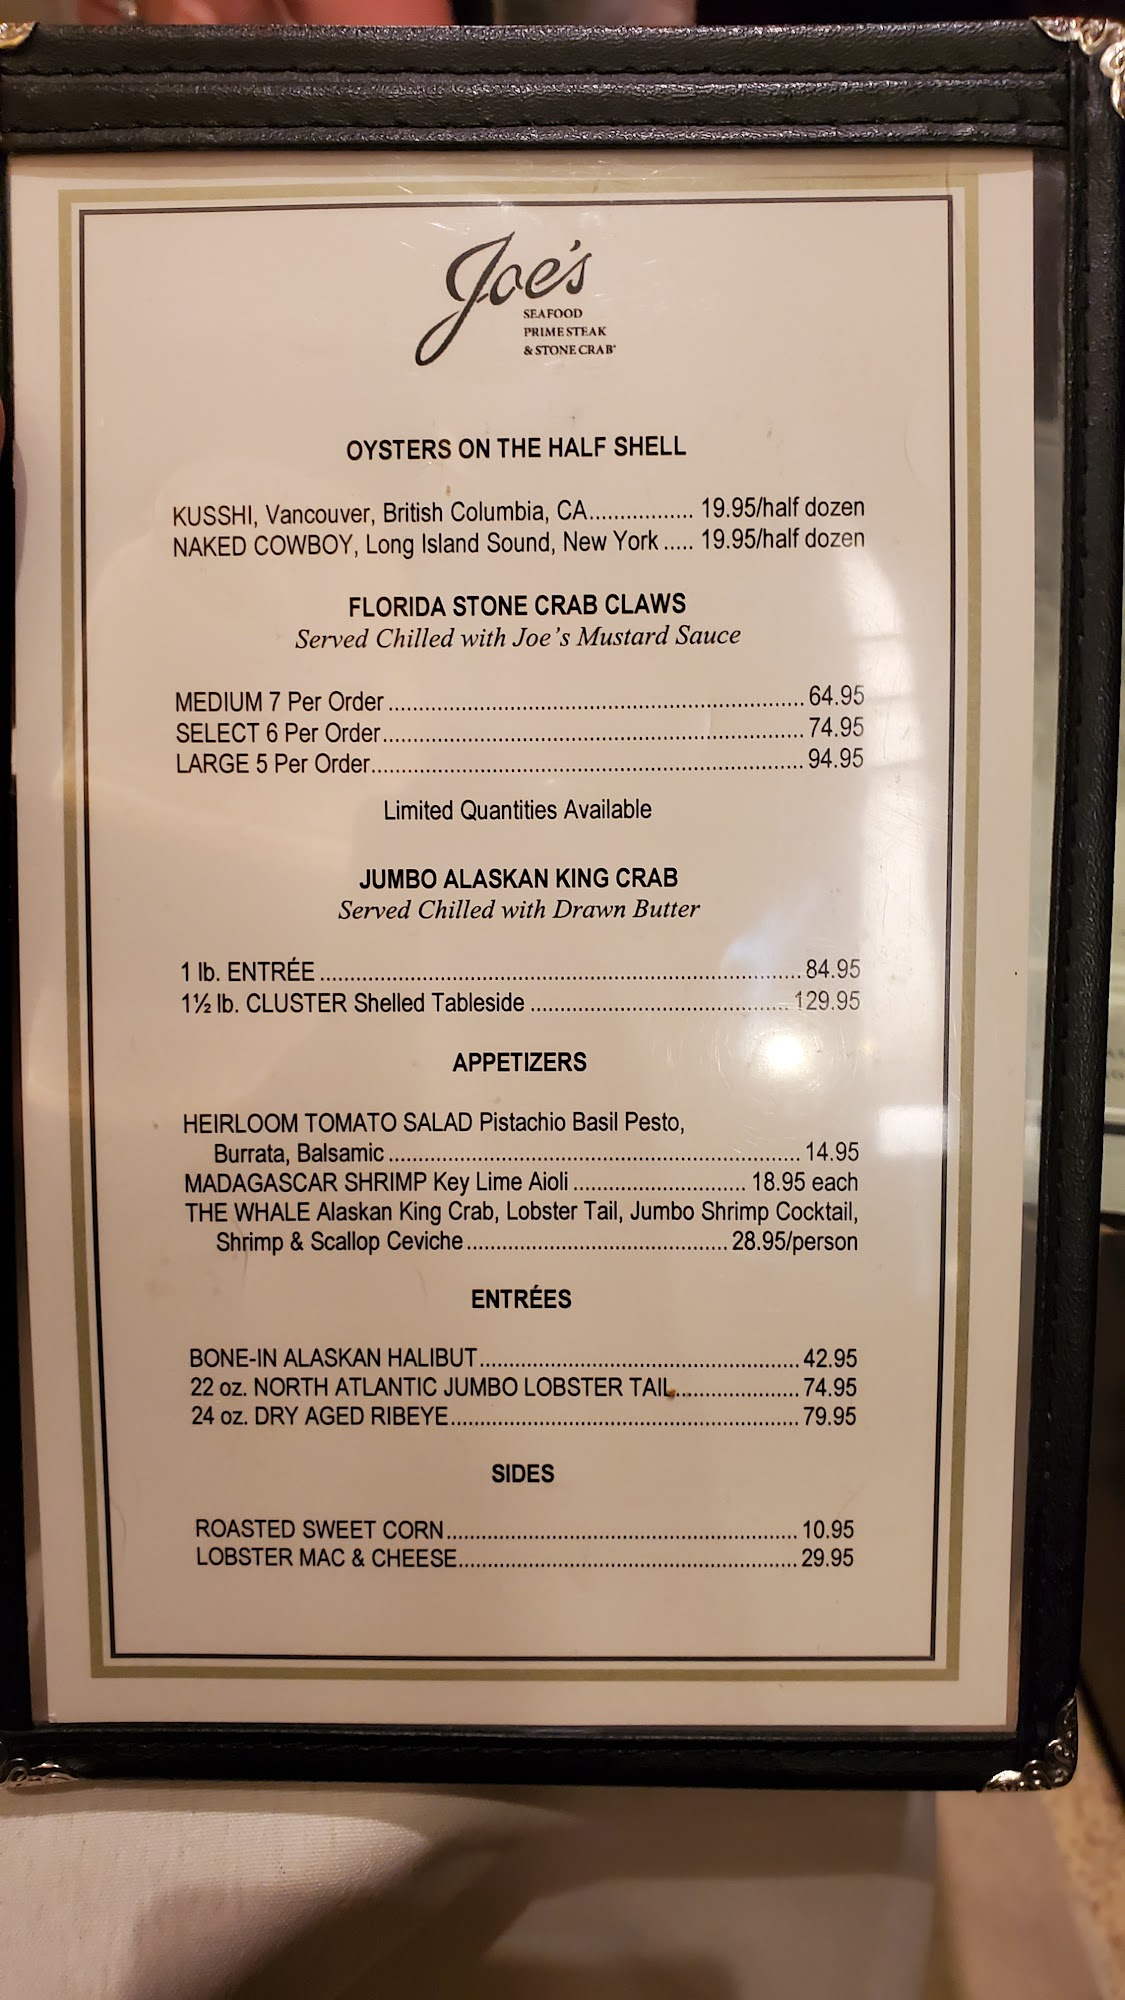 Joe's
SEAFOOD
PRIME STEAK
& STONE CRAB
OYSTERS ON THE HALF SHELL
KUSSHI, Vancouver, British Columbia, CA................. 19.95/half dozen
NAKED COWBOY, Long Island Sound, New York ..... 19.95/half dozen
FLORIDA STONE CRAB CLAWS
Served Chilled with Joe's Mustard Sauce
MEDIUM 7 Per Order ........................................ 64.95
SELECT 6 Per Order ........................................ 74.95
LARGE 5 Per Order ........................................ 94.95
Limited Quantities Available
JUMBO ALASKAN KING CRAB
Served Chilled with Drawn Butter
1 lb. ENTRÉE ........................................ 84.95
1½ lb. CLUSTER Shelled Tableside ........................................ 129.95
APPETIZERS
HEIRLOOM TOMATO SALAD Pistachio Basil Pesto,
Burrata, Balsamic ........................................ 14.95
MADAGASCAR SHRIMP Key Lime Aioli ............................ 18.95 each
THE WHALE Alaskan King Crab, Lobster Tail, Jumbo Shrimp Cocktail,
Shrimp & Scallop Ceviche ........................................ 28.95/person
ENTRÉES
BONE-IN ALASKAN HALIBUT ........................................ 42.95
22 oz. NORTH ATLANTIC JUMBO LOBSTER TAIL .................... 74.95
24 oz. DRY AGED RIBEYE ........................................ 79.95
SIDES
ROASTED SWEET CORN ........................................ 10.95
LOBSTER MAC & CHEESE ........................................ 29.95